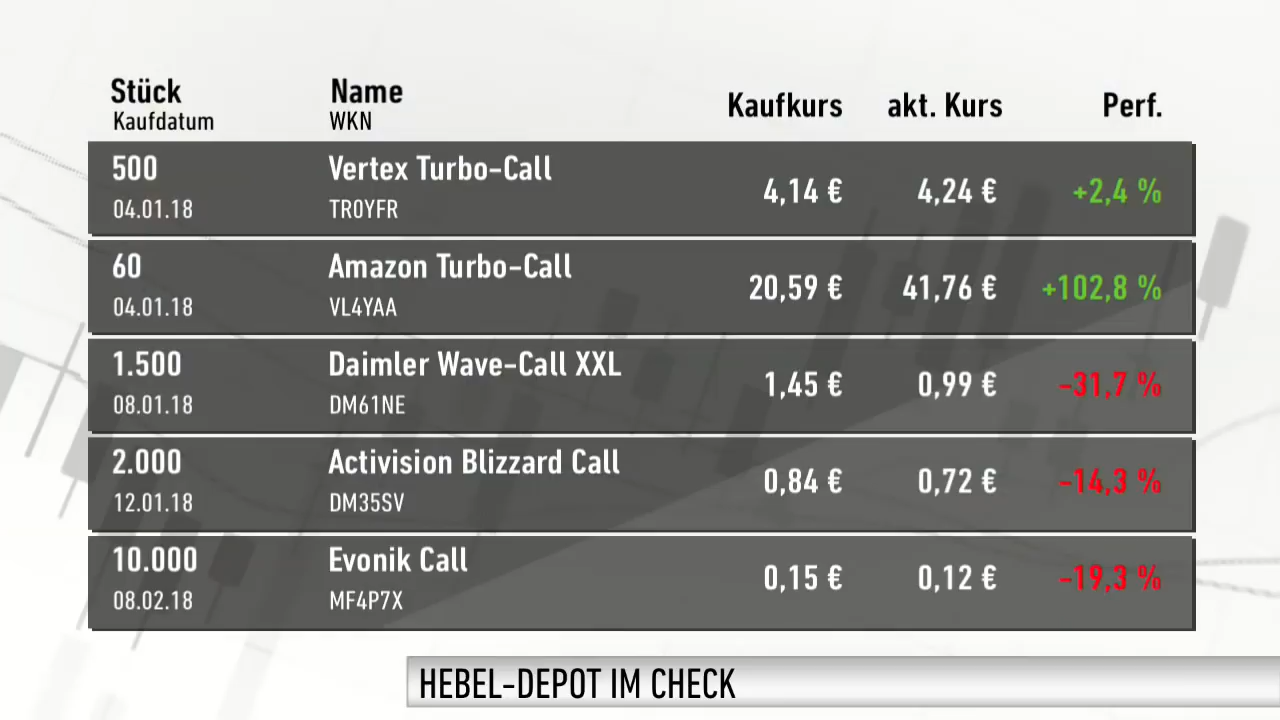 Stück Name Kaufkurs akt. Kurs Perf.
Kaufdatum WKN
500 Vertex Turbo-Call 4,14 € 4,24 € +2,4 %
04.01.18 TR0YFR
60 Amazon Turbo-Call 20,59 € 41,76 € +102,8 %
04.01.18 VL4YAA
1.500 Daimler Wave-Call XXL 1,45 € 0,99 € -31,7 %
08.01.18 DM61NE
2.000 Activision Blizzard Call 0,84 € 0,72 € -14,3 %
12.01.18 DM35SV
10.000 Evonik Call 0,15 € 0,12 € -19,3 %
08.02.18 MF4P7X
HEBEL-DEPOT IM CHECK